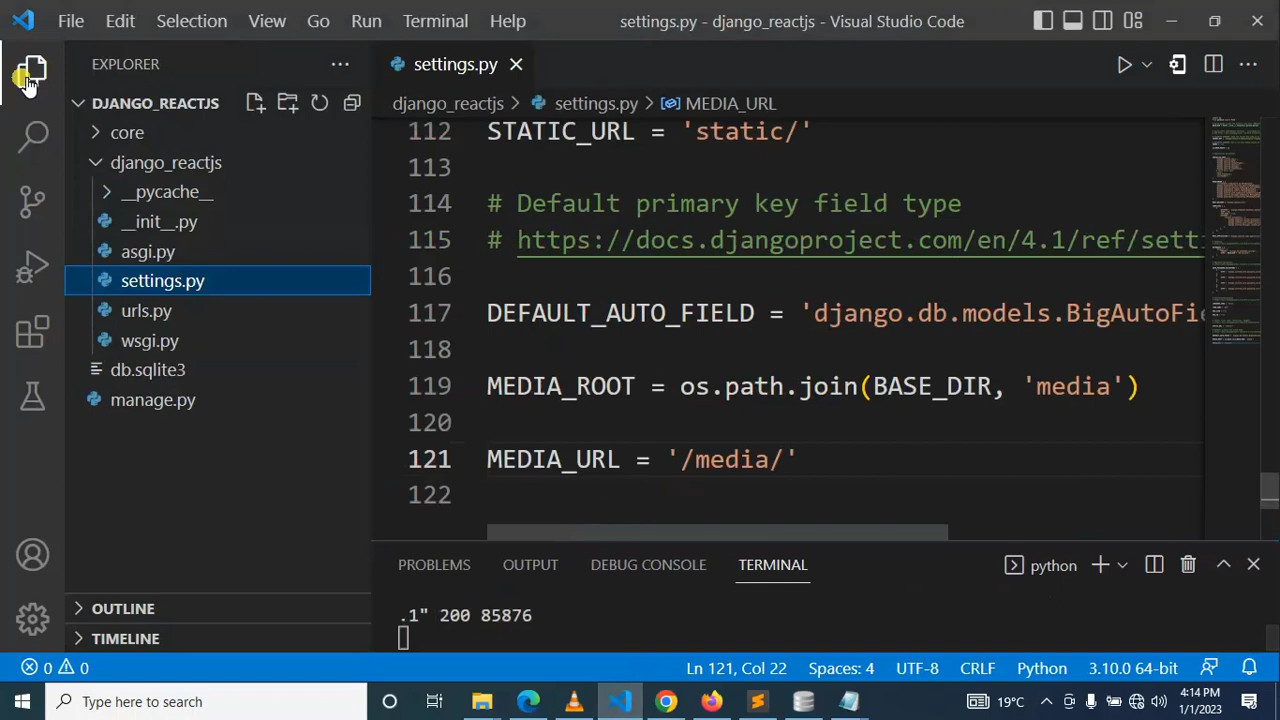 File Edit Selection View Go Run Terminal Help settings.py - django_reactjs - Visual Studio Code
EXPLORER
DJANGO_REACTJS
core
django_reactjs
__pycache__
__init__.py
asgi.py
settings.py
urls.py
wsgi.py
db.sqlite3
manage.py
OUTLINE
TIMELINE
settings.py
django_reactjs > settings.py > MEDIA_URL
112 STATIC_URL = 'static/'
113
114 # Default primary key field type
115 # https://docs.djangoproject.com/en/4.1/ref/sett
116
117 DEFAULT_AUTO_FIELD = 'django.db.models.BigAutoFi
118
119 MEDIA_ROOT = os.path.join(BASE_DIR, 'media')
120
121 MEDIA_URL = '/media/'
122
PROBLEMS OUTPUT DEBUG CONSOLE TERMINAL python
.1" 200 85876
0 0 Ln 121, Col 22 Spaces: 4 UTF-8 CRLF Python 3.10.0 64-bit
Type here to search 19°C 4:14 PM
1/1/2023